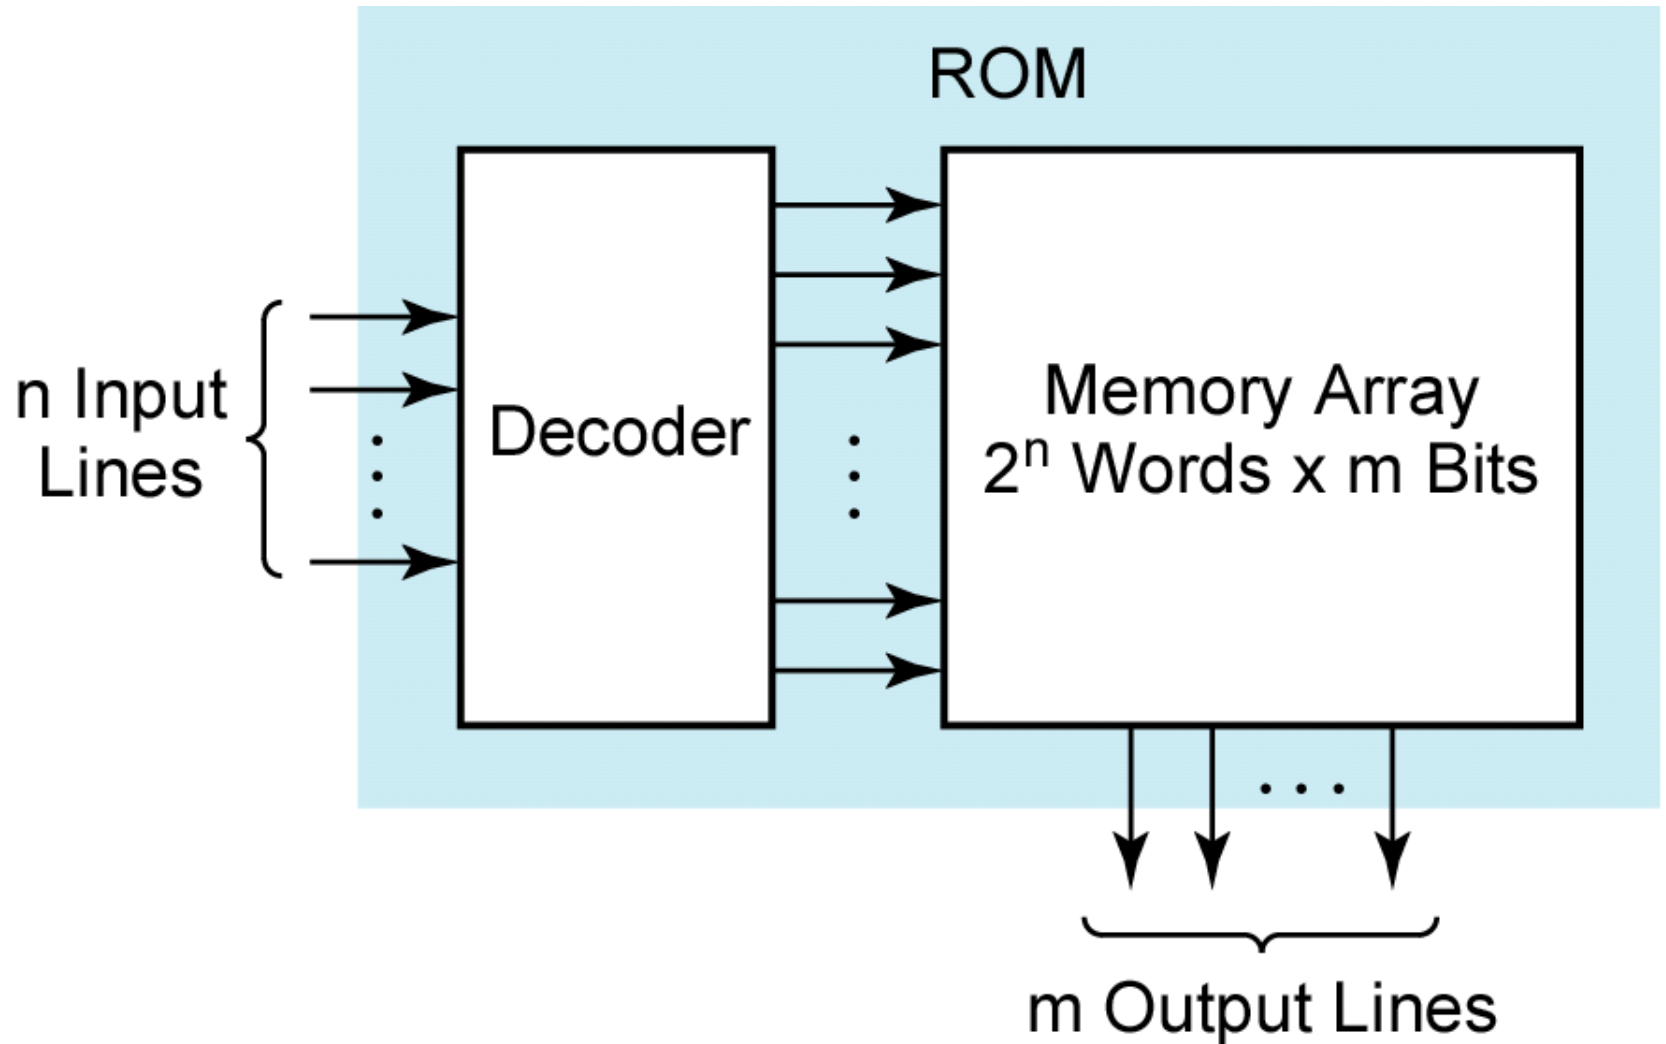 ROM
n Input
Lines
Decoder
Memory Array
2ⁿ Words x m Bits
m Output Lines